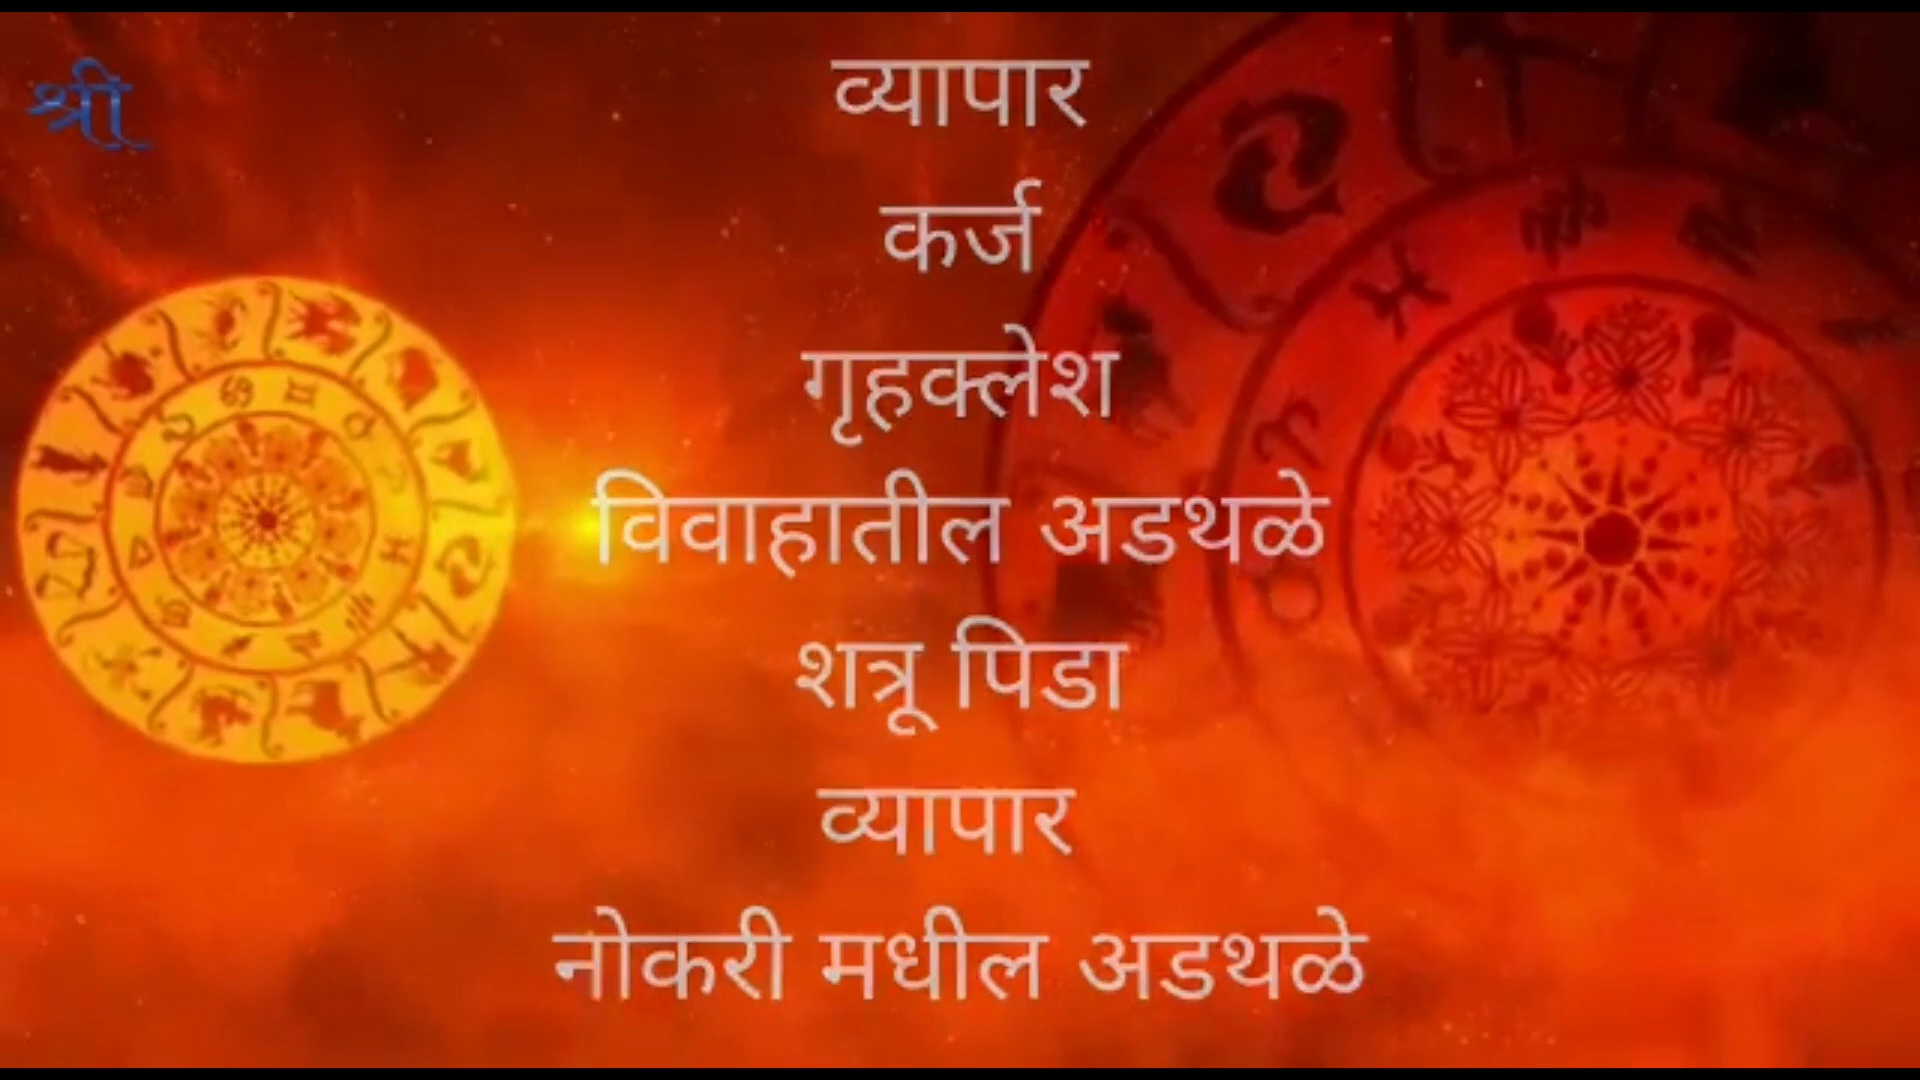 श्री
व्यापार
कर्ज
गृहक्लेश
विवाहातील अडथळे
शत्रू पिडा
व्यापार
नोकरी मधील अडथळे